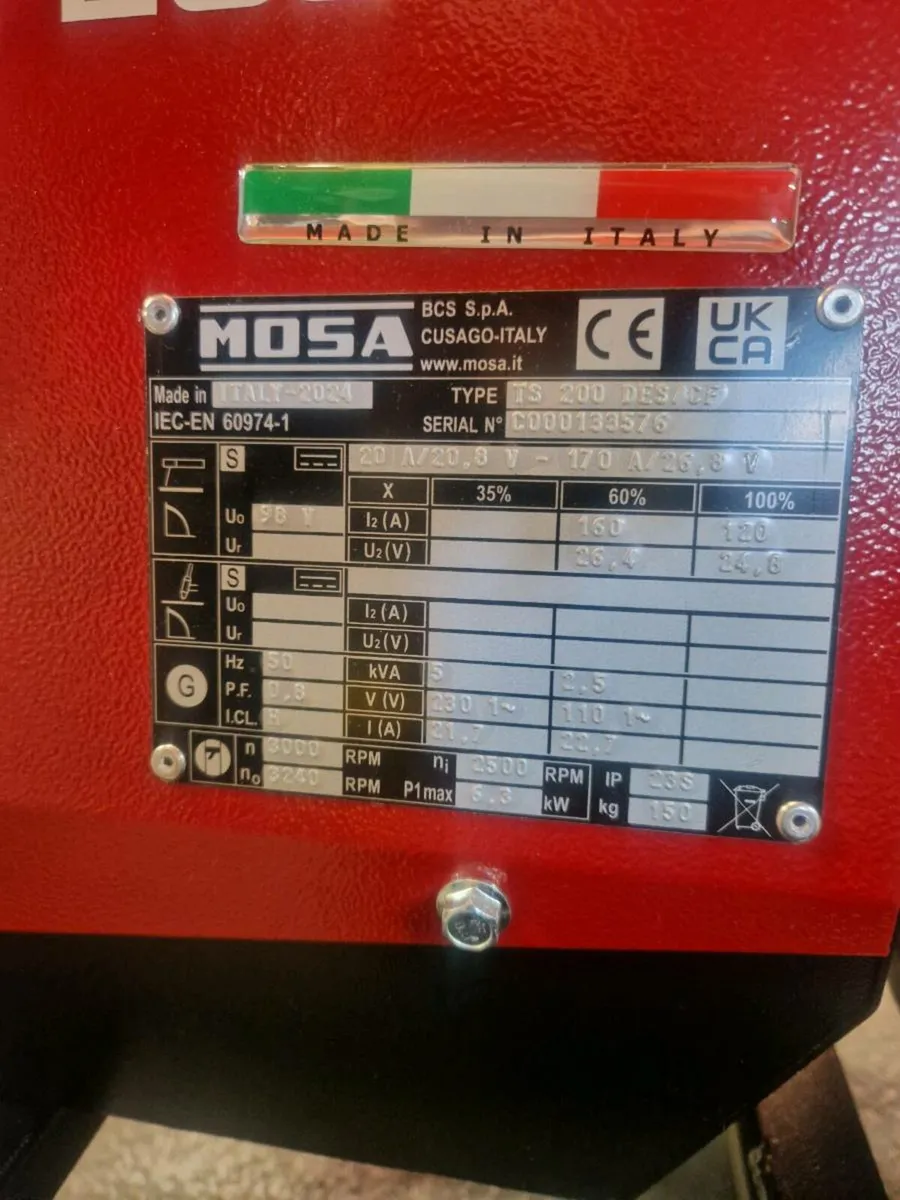 MADE IN ITALY
MOSA
BCS S.p.A.
CUSAGO-ITALY
www.mosa.it
CE
UK
CA
Made in ITALY-2024 TYPE TS 200 DES/CF
IEC-EN 60974-1 SERIAL N° C000133576
S 20 A/20,8 V - 170 A/26,8 V
X 35% 60% 100%
U₀ 98 V I₂ (A) 160 120
Ur U₂ (V) 26,4 24,8
S
U₀ I₂ (A)
Ur U₂ (V)
G
Hz 50 kVA 5 2.5
P.F. 0,8 V (V) 230 1~ 110 1~
I.CL. H I (A) 21,7 22,7
n 3000 RPM n₁ 2500 RPM IP 23S
n₀ 3240 RPM P1max kW kg 150